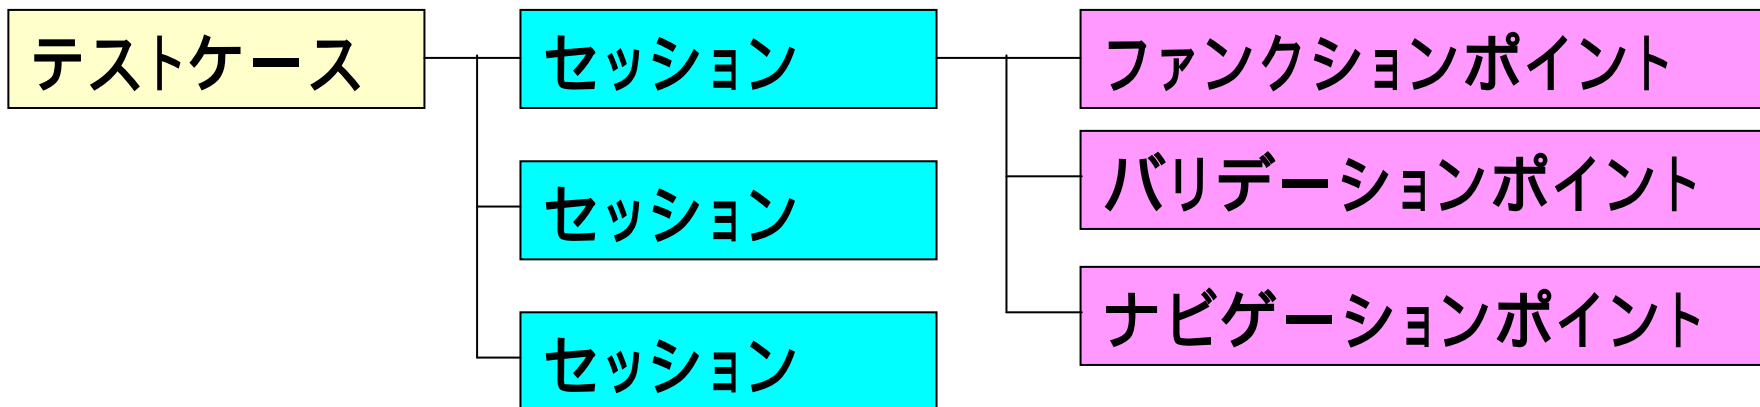 テストケース
セッション
ファンクションポイント
セッション
バリデーションポイント
ナビゲーションポイント
セッション